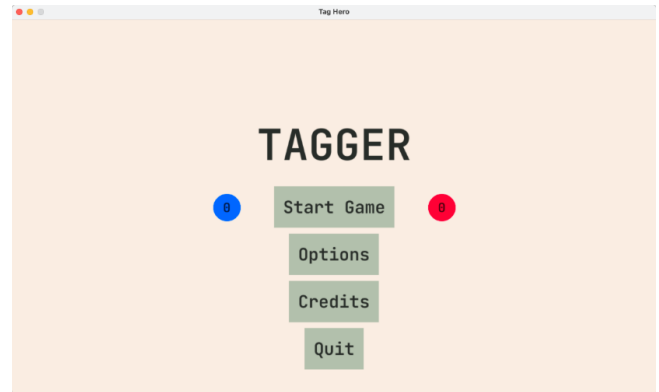 Tag Hero
TAGGER
0 Start Game 0
Options
Credits
Quit